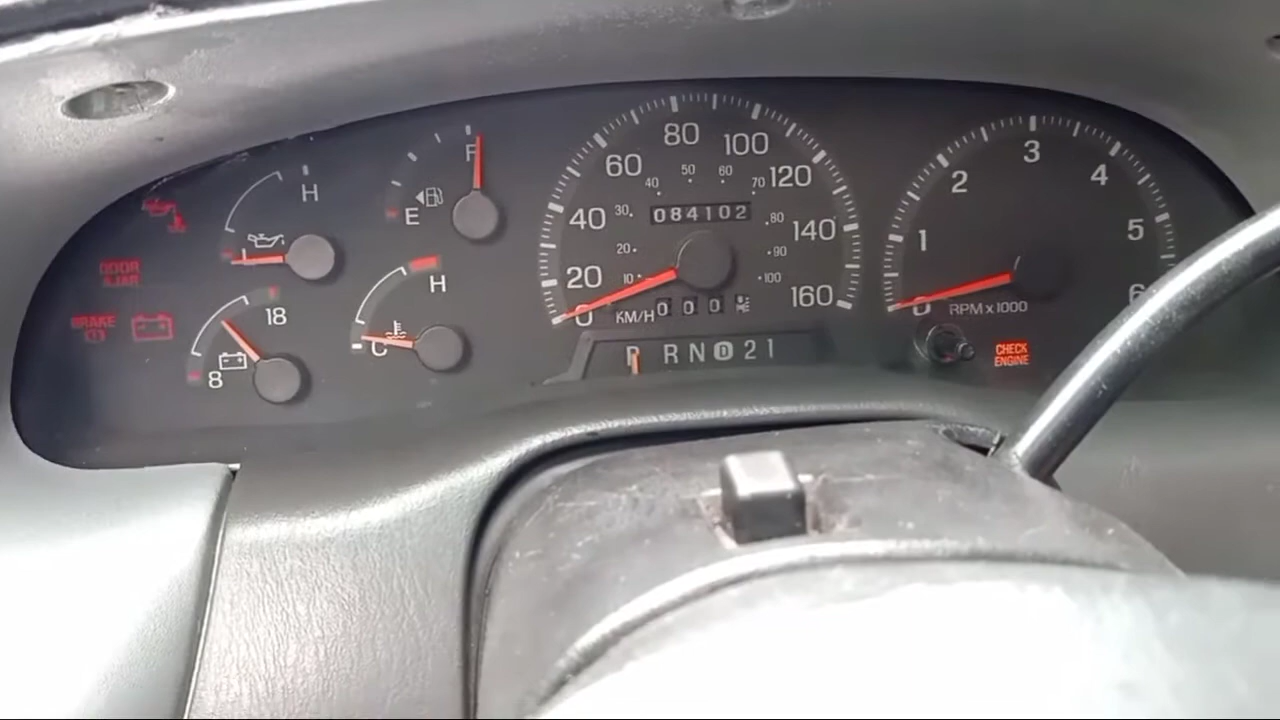 H
L
F
E
DOOR
AJAR
BRAKE
18
8
H
C
0 20 40 60 80 100 120 140 160
10 20 30 40 50 60 70 80 90 100
084102
KM/H 000
P R N D 2 1
0 1 2 3 4 5 6
RPM x 1000
CHECK
ENGINE